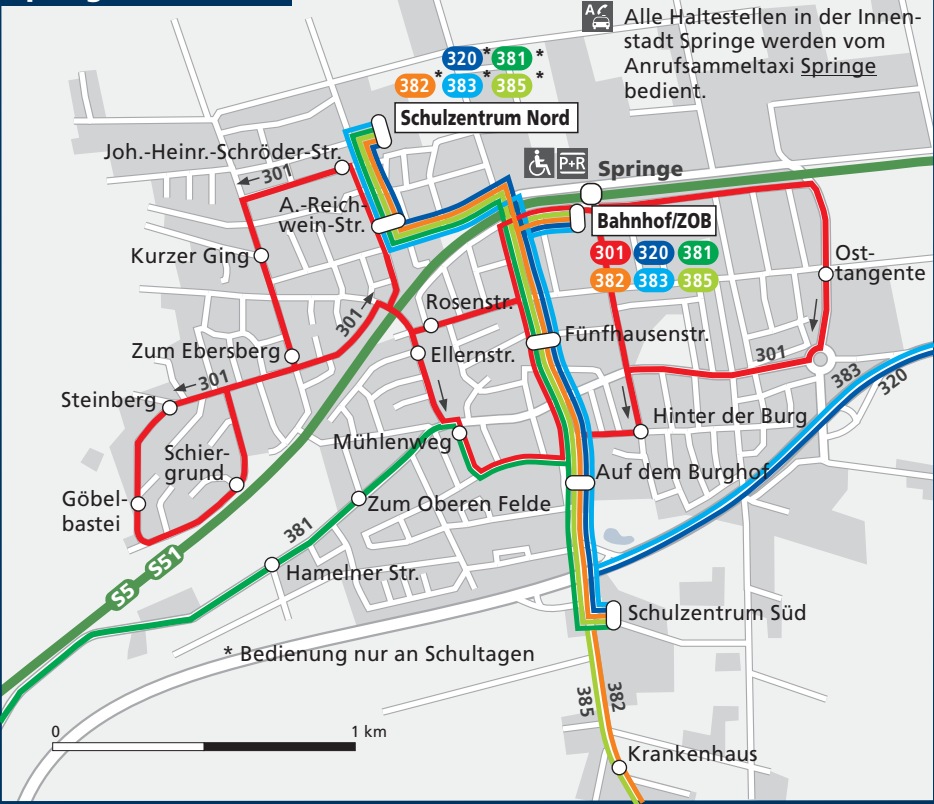 Alle Haltestellen in der Innen-
stadt Springe werden vom
Anrufsammeltaxi Springe
bedient.
A
320* 381*
382* 383* 385*
Schulzentrum Nord
Joh.-Heinr.-Schröder-Str.
301
P+R
Springe
A.-Reich-
wein-Str.
Bahnhof/ZOB
301 320 381
382 383 385
Kurzer Ging
Ost-
tangente
Rosenstr.
301
Fünfhausenstr.
Zum Ebersberg
Ellernstr.
301
301
383
320
Steinberg
Hinter der Burg
Mühlenweg
Schier-
grund
Auf dem Burghof
Göbel-
bastei
Zum Oberen Felde
381
S5 S51
Hamelner Str.
Schulzentrum Süd
* Bedienung nur an Schultagen
385
382
0
1 km
Krankenhaus